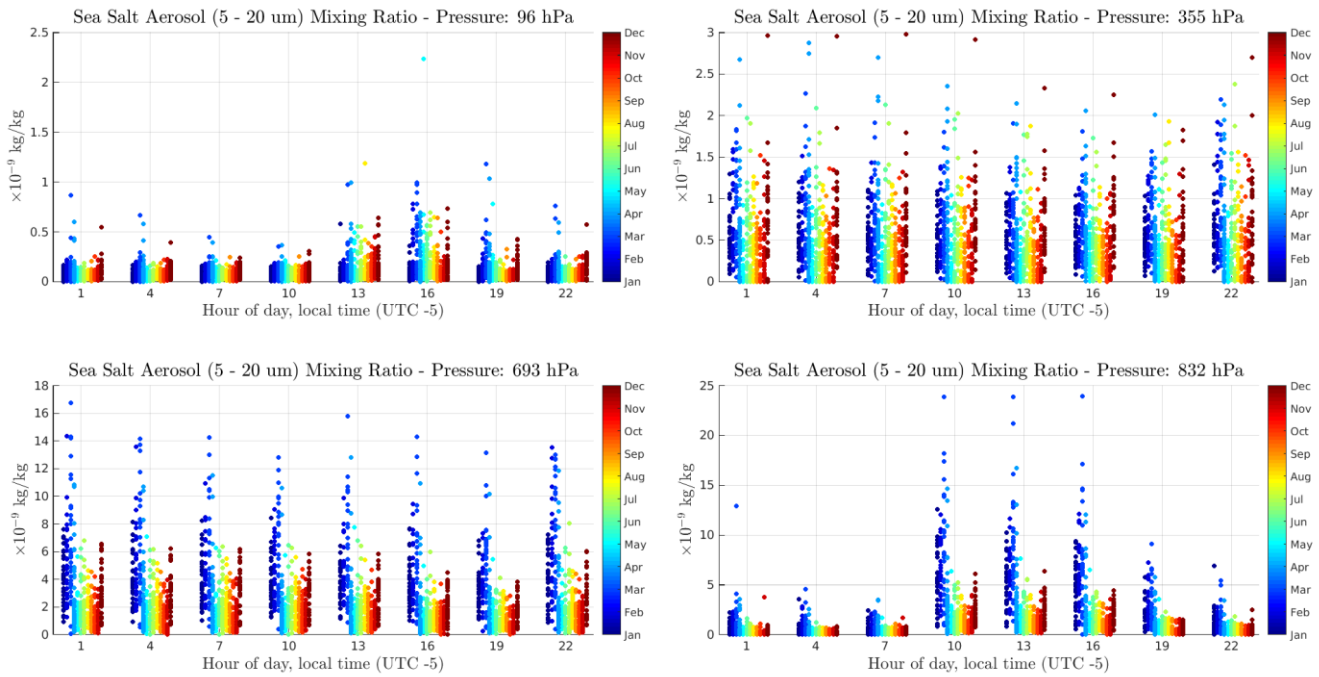 Sea Salt Aerosol (5 - 20 um) Mixing Ratio - Pressure: 96 hPa
2.5
2
1.5
1
0.5
0
×10⁻⁹ kg/kg
1 4 7 10 13 16 19 22
Hour of day, local time (UTC -5)
Dec
Nov
Oct
Sep
Aug
Jul
Jun
May
Apr
Mar
Feb
Jan
Sea Salt Aerosol (5 - 20 um) Mixing Ratio - Pressure: 355 hPa
3
2.5
2
1.5
1
0.5
0
×10⁻⁹ kg/kg
1 4 7 10 13 16 19 22
Hour of day, local time (UTC -5)
Dec
Nov
Oct
Sep
Aug
Jul
Jun
May
Apr
Mar
Feb
Jan
Sea Salt Aerosol (5 - 20 um) Mixing Ratio - Pressure: 693 hPa
18
16
14
12
10
8
6
4
2
0
×10⁻⁹ kg/kg
1 4 7 10 13 16 19 22
Hour of day, local time (UTC -5)
Dec
Nov
Oct
Sep
Aug
Jul
Jun
May
Apr
Mar
Feb
Jan
Sea Salt Aerosol (5 - 20 um) Mixing Ratio - Pressure: 832 hPa
25
20
15
10
5
0
×10⁻⁹ kg/kg
1 4 7 10 13 16 19 22
Hour of day, local time (UTC -5)
Dec
Nov
Oct
Sep
Aug
Jul
Jun
May
Apr
Mar
Feb
Jan